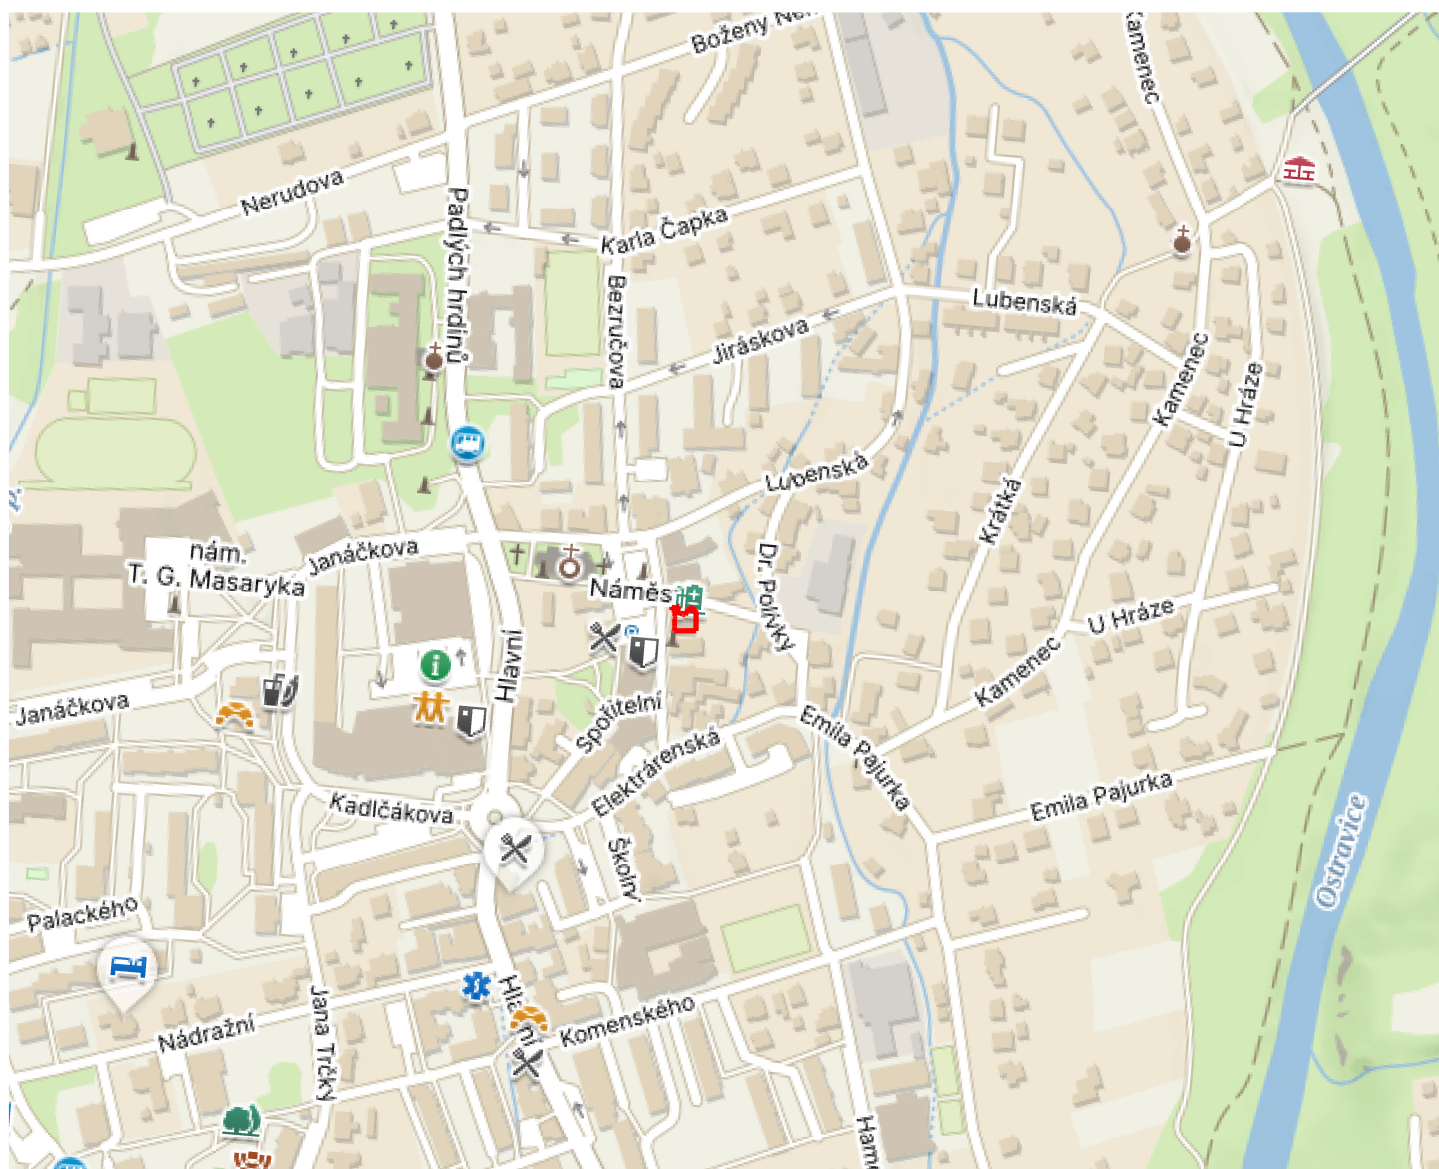 Boženy
Kamenec
Nerudova
Padlých hrdinů
Karla Čapka
Bezručova
Lubenská
Jiráskova
Kamenec
U Hráze
Lubenská
Krátká
nám.
T. G. Masaryka
Janáčkova
Náměs
Dr. Polívky
U Hráze
Hlavní
Kamenec
Janáčkova
Spořitelní
Elektrárenská
Emila Pajurka
Emila Pajurka
Kadlčákova
Školní
Ostravice
Palackého
Hlavní
Nádražní
Jana Trčky
Komenského